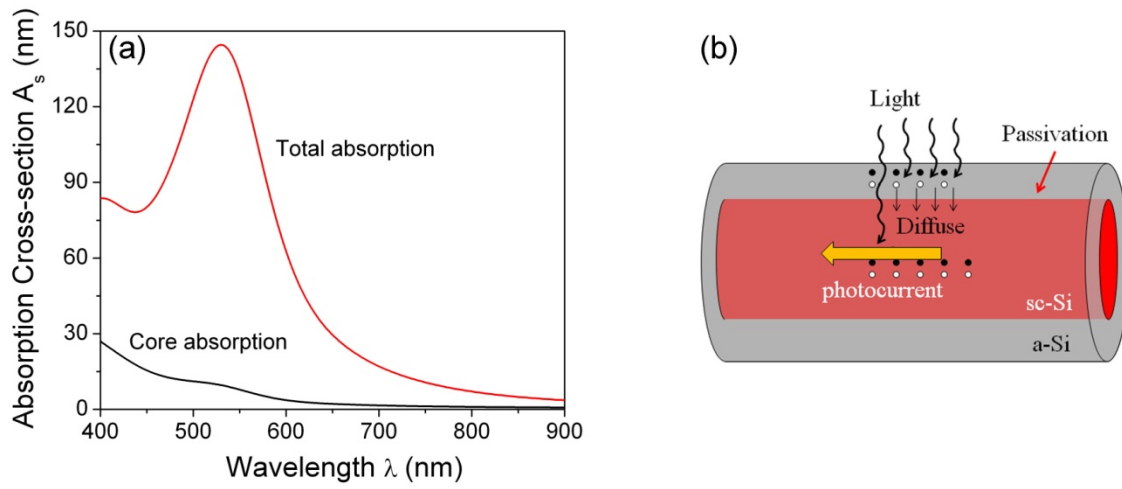 (a)
Absorption Cross-section A_s (nm)
150
120
90
60
30
0
Total absorption
Core absorption
400 500 600 700 800 900
Wavelength λ (nm)
(b)
Light
Passivation
Diffuse
photocurrent
sc-Si
a-Si